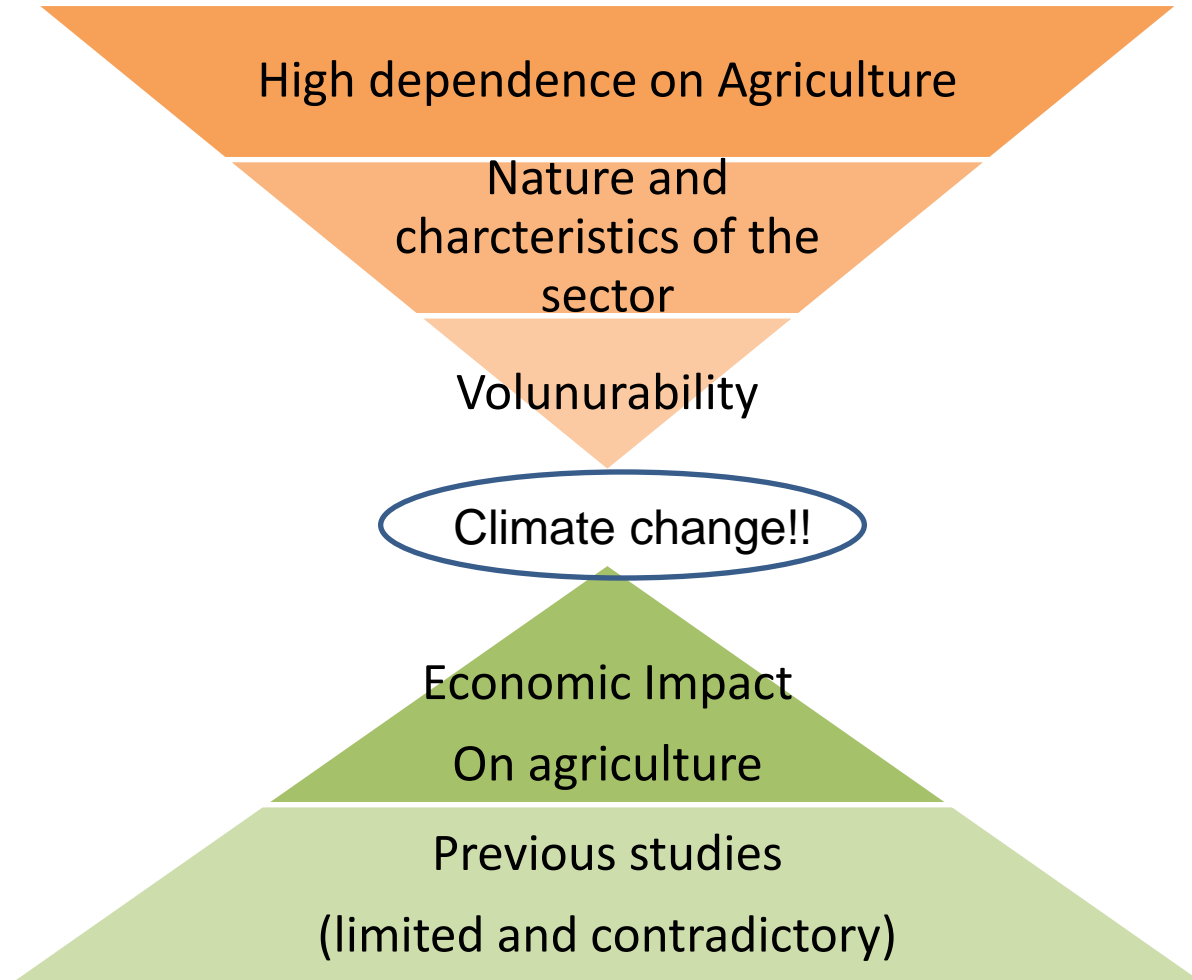 High dependence on Agriculture
Nature and
charcteristics of the
sector
Volunurability
Climate change!!
Economic Impact
On agriculture
Previous studies
(limited and contradictory)